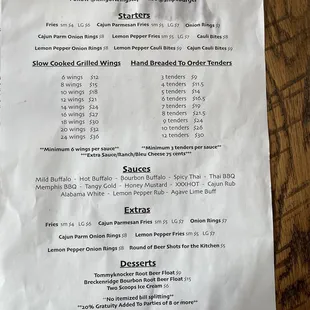 Starters
Fries sm $4 LG $6 Cajun Parmesan Fries sm $5 LG $7 Onion Rings $7
Cajun Parm Onion Rings $8 Lemon Pepper Fries sm $5 LG $7 Cauli Bites $8
Lemon Pepper Onion Rings $8 Lemon Pepper Cauli Bites $9 Cajun Cauli Bites $9
Slow Cooked Grilled Wings Hand Breaded To Order Tenders
6 wings $12 3 tenders $9
8 wings $15 4 tenders $11.5
10 wings $18 5 tenders $14
12 wings $21 6 tenders $16.5
14 wings $24 7 tenders $19
16 wings $27 8 tenders $21.5
18 wings $30 9 tenders $24
20 wings $32 10 tenders $26
24 wings $36 12 tenders $30
**Minimum 6 wings per sauce** **Minimum 3 tenders per sauce**
***Extra Sauce/Ranch/Bleu Cheese 75 cents***
Sauces
Mild Buffalo - Hot Buffalo - Bourbon Buffalo - Spicy Thai - Thai BBQ
Memphis BBQ - Tangy Gold - Honey Mustard - XXXHOT - Cajun Rub
Alabama White - Lemon Pepper Rub - Agave Lime Buff
Extras
Fries sm $4 LG $6 Cajun Parmesan Fries sm $5 LG $7 Onion Rings $7
Cajun Parm Onion Rings $8 Lemon Pepper Fries sm $5 LG $7
Lemon Pepper Onion Rings $8 Round of Beer Shots for the Kitchen $5
Desserts
Tommyknocker Root Beer Float $9
Breckenridge Bourbon Root Beer Float $15
Two Scoops Ice Cream $6
**No itemized bill splitting**
**20% Gratuity Added To Parties of 8 or more**